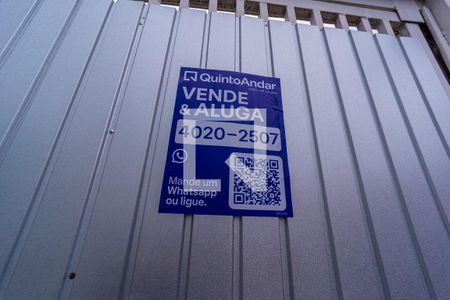 QuintoAndar
VENDE
& ALUGA
4020-2507
Mande um
Whatsapp
ou ligue.